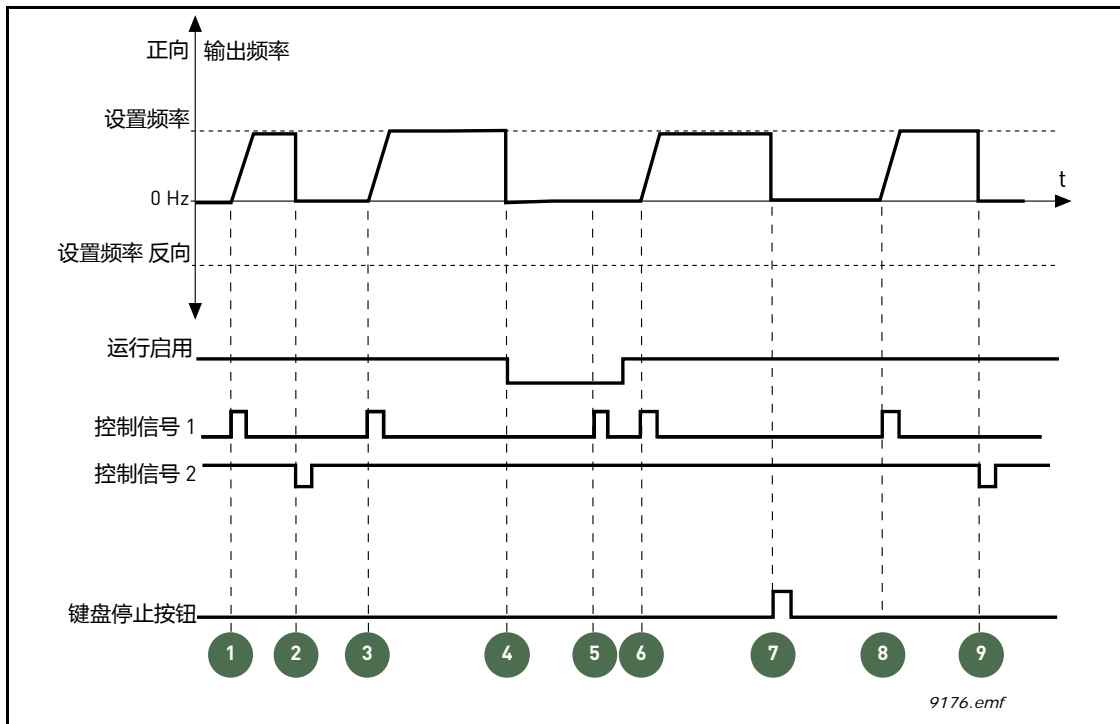 正向 输出频率
设置频率
0 Hz
t
设置频率 反向
运行启用
控制信号 1
控制信号 2
键盘停止按钮
1 2 3 4 5 6 7 8 9
9176.emf